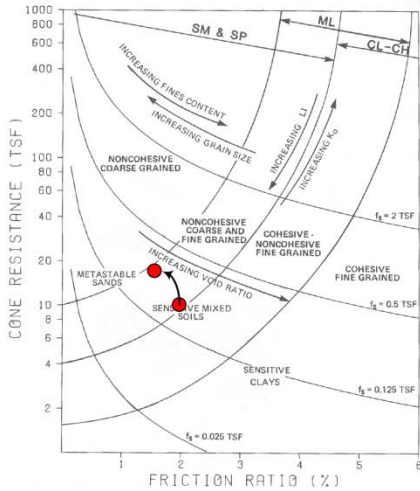 1000
800
600
400
200
100
80
60
40
20
10
8
6
4
2
CONE RESISTANCE (TSF)
SM & SP
ML
CL-CH
INCREASING FINES CONTENT
INCREASING GRAIN SIZE
INCREASING LI
INCREASING Ko
NONCOHESIVE
COARSE GRAINED
fs = 2 TSF
NONCOHESIVE
COARSE AND
FINE GRAINED
COHESIVE -
NONCOHESIVE
FINE GRAINED
COHESIVE
FINE GRAINED
INCREASING VOID RATIO
METASTABLE
SANDS
SENSITIVE MIXED
SOILS
fs = 0.5 TSF
SENSITIVE
CLAYS
fs = 0.125 TSF
fs = 0.025 TSF
1
2
3
4
5
6
FRICTION RATIO (%)